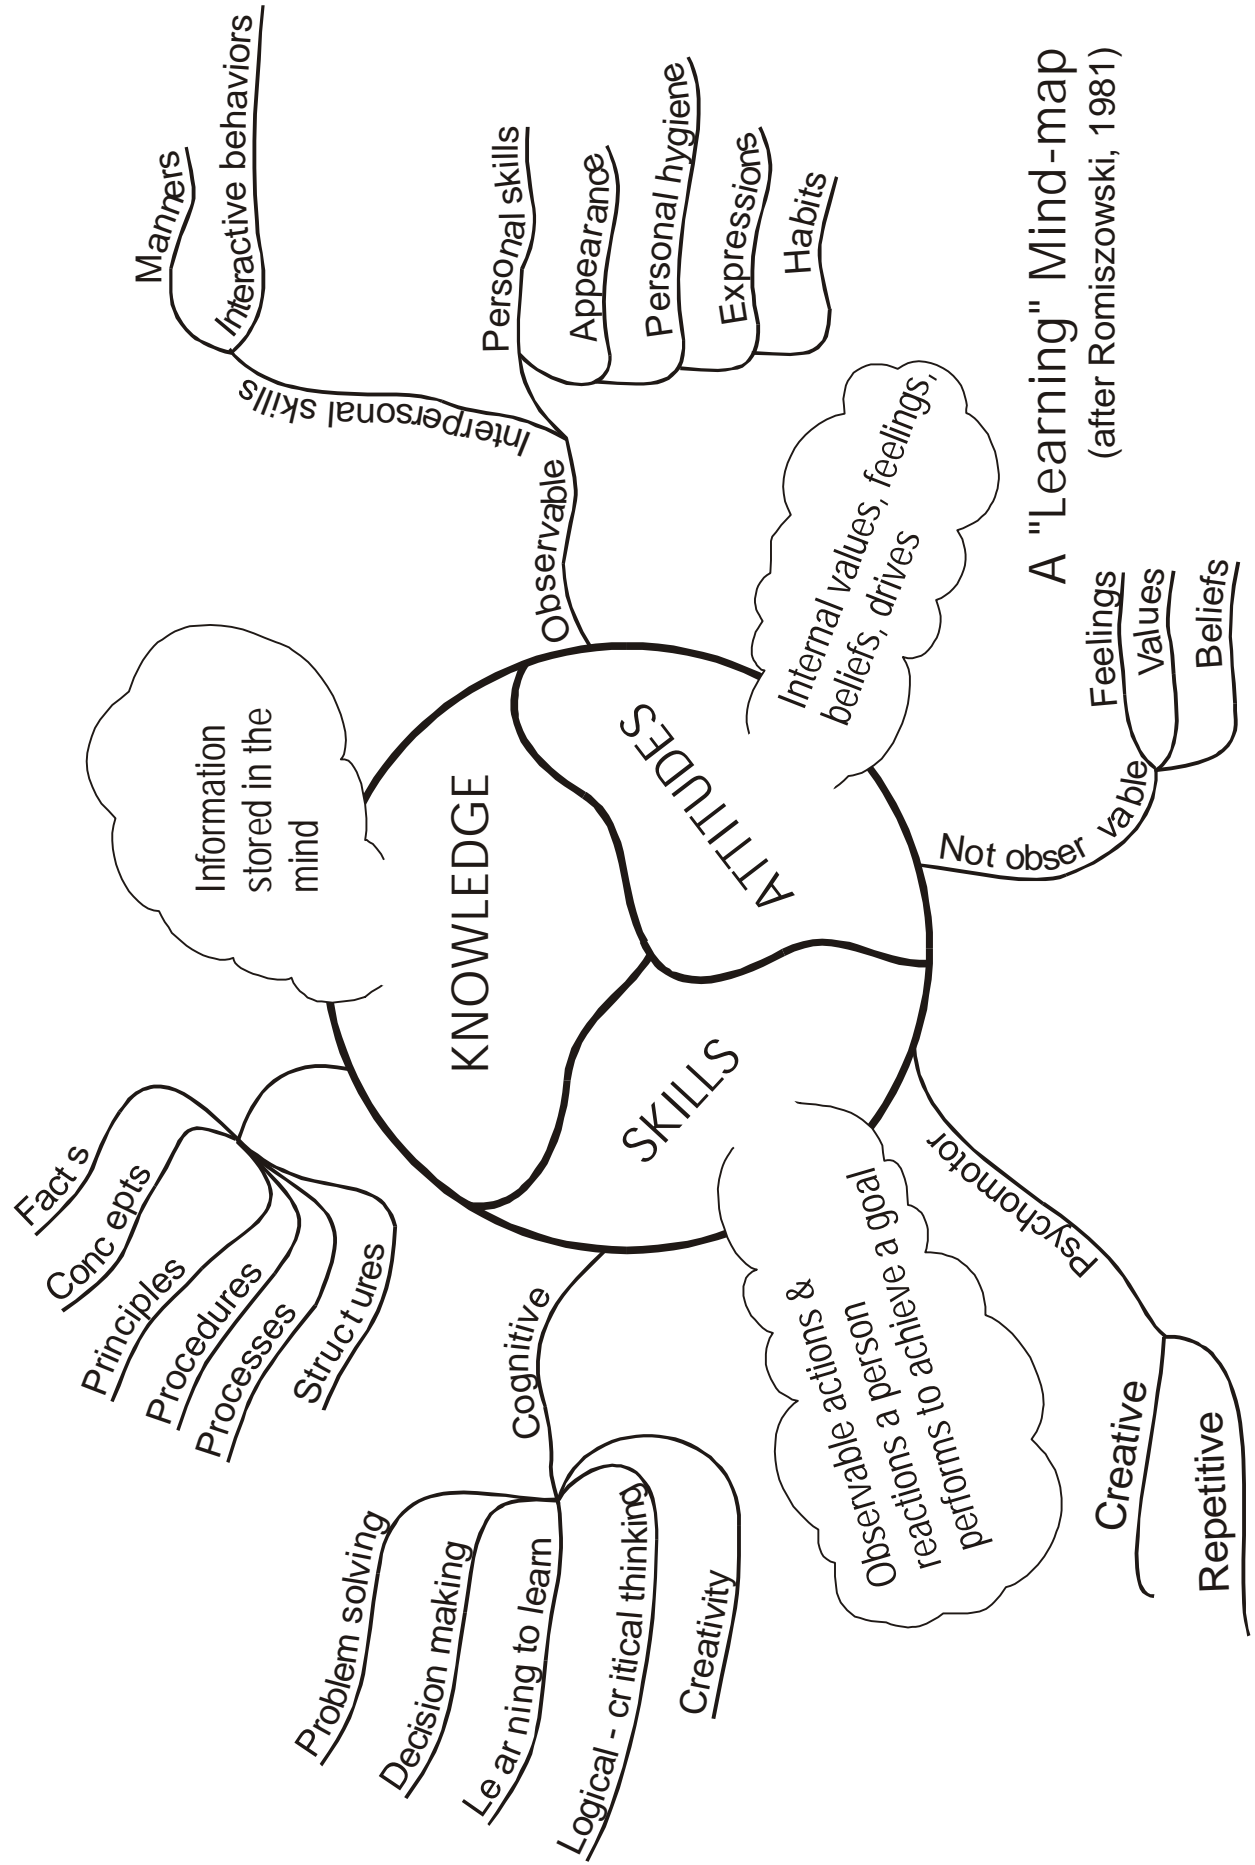 Information
stored in the
mind
KNOWLEDGE
Facts
Concepts
Principles
Procedures
Processes
Structures
SKILLS
Observable actions &
reactions a person
performs to achieve a goal
Cognitive
Problem solving
Decision making
Learning to learn
Logical - critical thinking
Creativity
Psychomotor
Creative
Repetitive
ATTITUDES
Internal values, feelings,
beliefs, drives
Observable
Interpersonal skills
Manners
Interactive behaviors
Personal skills
Appearance
Personal hygiene
Expressions
Habits
Not observable
Feelings
Values
Beliefs
A "Learning" Mind-map
(after Romiszowski, 1981)